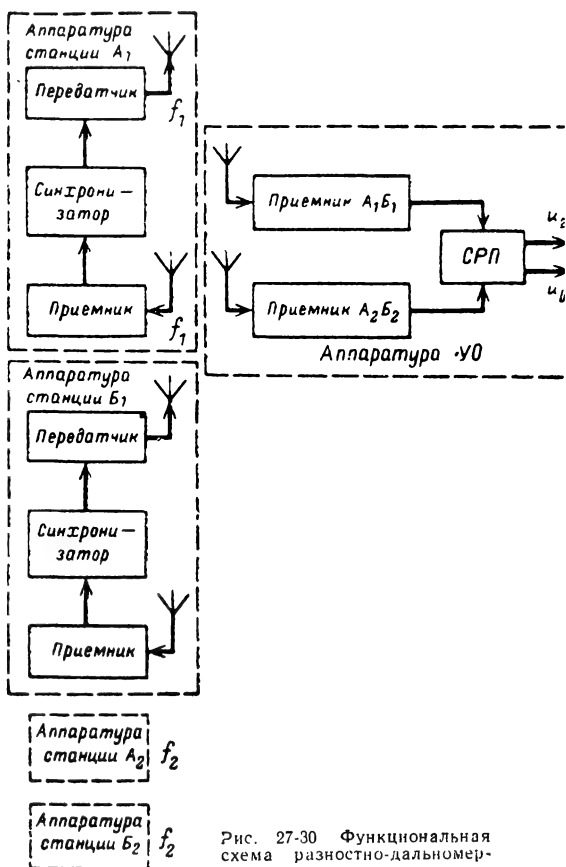 Аппаратура
станции А₁
Передатчик
f₁
Синхрони-
затор
Приемник
f₁
Приемник А₁Б₁
Приемник А₂Б₂
СРП
u₂
Аппаратура УО
Аппаратура
станции Б₁
Передатчик
Синхрони-
затор
Приемник
Аппаратура
станции А₂
f₂
Аппаратура
станции Б₂
f₂
Рис. 27-30 Функциональная
схема разностно-дальномер-